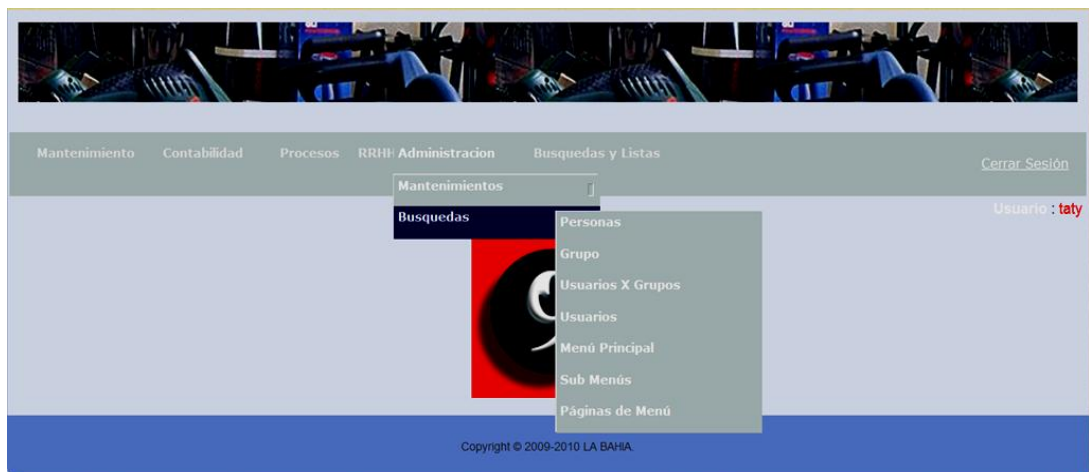 Mantenimiento Contabilidad Procesos RRHH Administracion Busquedas y Listas
Cerrar Sesión
Mantenimientos
Usuario : taty
Busquedas
Personas
Grupo
Usuarios X Grupos
Usuarios
Menú Principal
Sub Menús
Páginas de Menú
Copyright © 2009-2010 LA BAHIA.